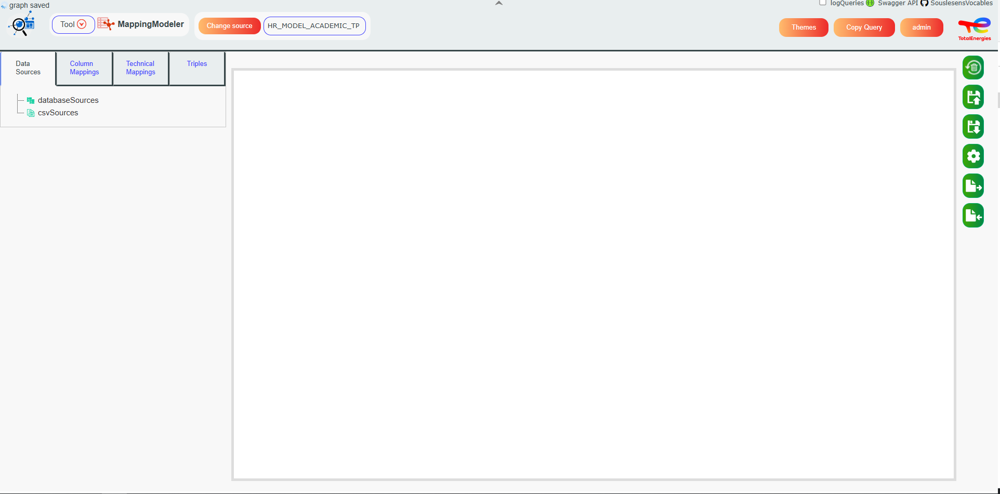 graph saved
logQueries Swagger API SouslesensVocables
Tool MappingModeler Change source HR_MODEL_ACADEMIC_TP Themes Copy Query admin
TotalEnergies
Data Sources
Column Mappings
Technical Mappings
Triples
databaseSources
csvSources